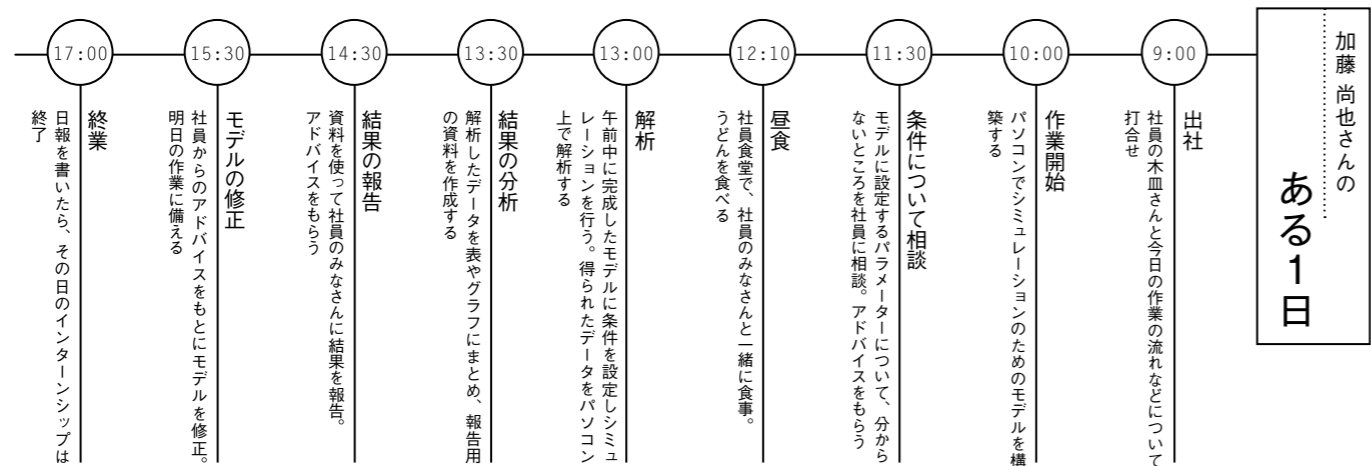 加藤 尚也さんの
ある1日
9:00
出社
社員の木皿さんと今日の作業の流れなどについて
打合せ
10:00
作業開始
パソコンでシミュレーションのためのモデルを構
築する
11:30
条件について相談
モデルに設定するパラメーターについて、分から
ないところを社員に相談。アドバイスをもらう
12:10
昼食
社員食堂で、社員のみなさんと一緒に食事。
うどんを食べる
13:00
解析
午前中に完成したモデルに条件を設定しシミュ
レーションを行う。得られたデータをパソコン
上で解析する
13:30
結果の分析
解析したデータを表やグラフにまとめ、報告用
の資料を作成する
14:30
結果の報告
資料を使って社員のみなさんに結果を報告。
アドバイスをもらう
15:30
モデルの修正
社員からのアドバイスをもとにモデルを修正。
明日の作業に備える
17:00
終業
日報を書いたら、その日のインターンシップは
終了